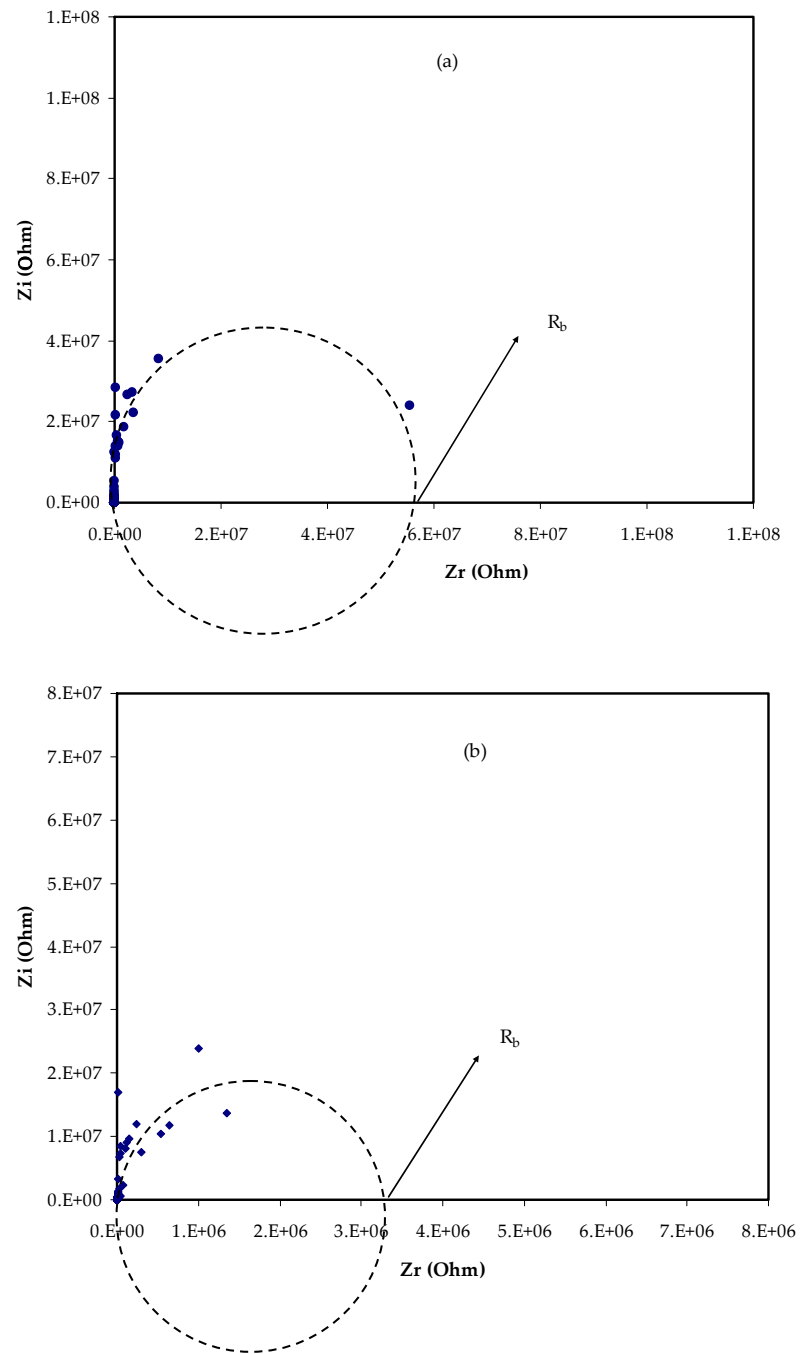 1.E+08
(a)
1.E+08
8.E+07
6.E+07
Zi (Ohm)
4.E+07
R_b
2.E+07
0.E+00
0.E+00 2.E+07 4.E+07 6.E+07 8.E+07 1.E+08 1.E+08
Zr (Ohm)
8.E+07
(b)
7.E+07
6.E+07
5.E+07
4.E+07
Zi (Ohm)
3.E+07
R_b
2.E+07
1.E+07
0.E+00
0.E+00 1.E+06 2.E+06 3.E+06 4.E+06 5.E+06 6.E+06 7.E+06 8.E+06
Zr (Ohm)